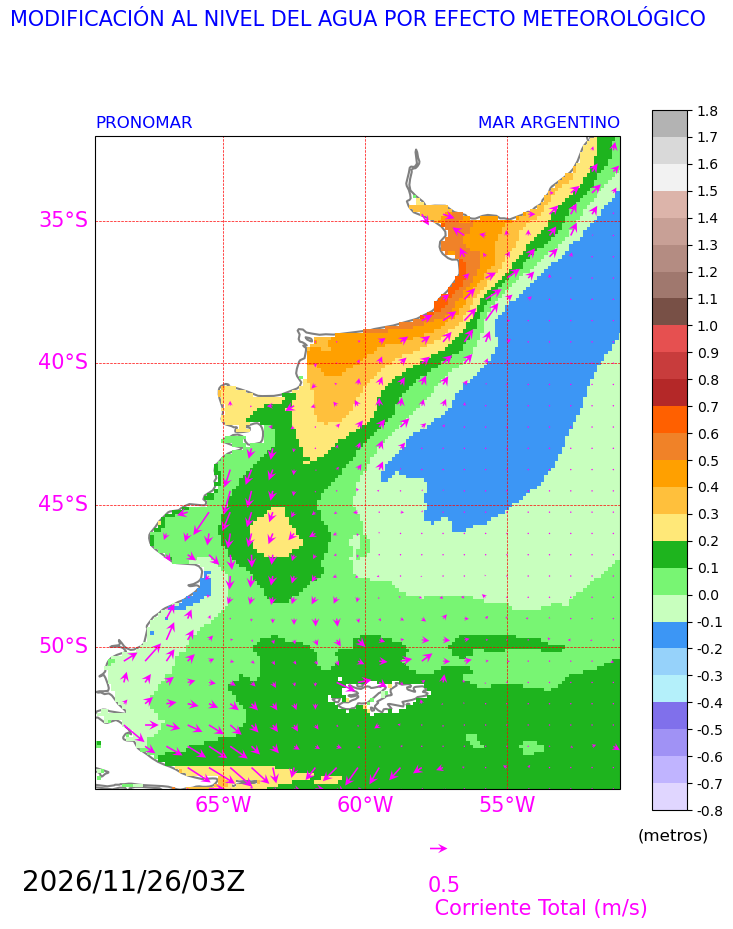 MODIFICACIÓN AL NIVEL DEL AGUA POR EFECTO METEOROLÓGICO
PRONOMAR
MAR ARGENTINO
1.8
1.7
1.6
1.5
1.4
1.3
1.2
1.1
1.0
0.9
0.8
0.7
0.6
0.5
0.4
0.3
0.2
0.1
0.0
-0.1
-0.2
-0.3
-0.4
-0.5
-0.6
-0.7
-0.8
(metros)
35°S
40°S
45°S
50°S
65°W
60°W
55°W
2026/11/26/03Z
0.5
Corriente Total (m/s)